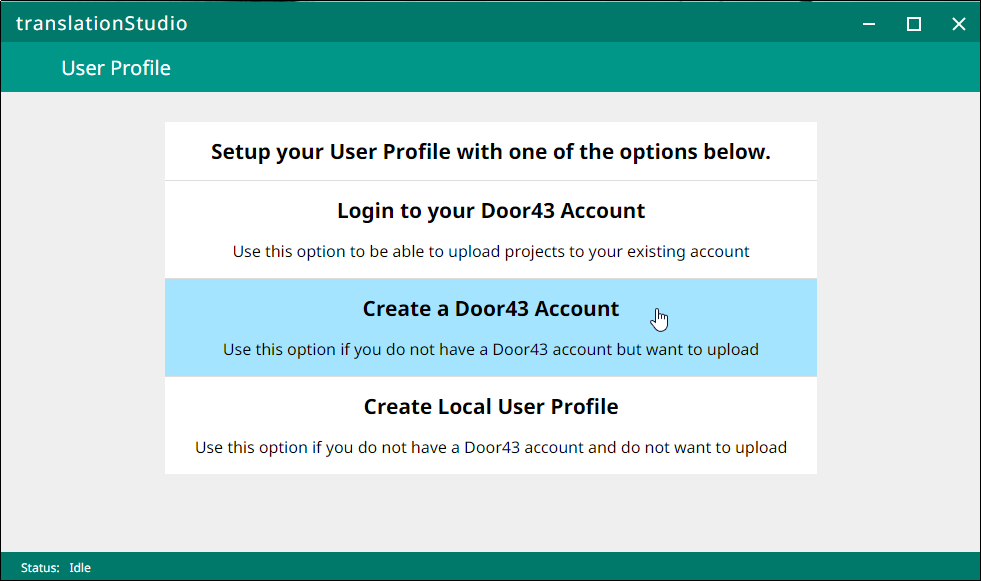 translationStudio
User Profile
Setup your User Profile with one of the options below.
Login to your Door43 Account
Use this option to be able to upload projects to your existing account
Create a Door43 Account
Use this option if you do not have a Door43 account but want to upload
Create Local User Profile
Use this option if you do not have a Door43 account and do not want to upload
Status: Idle